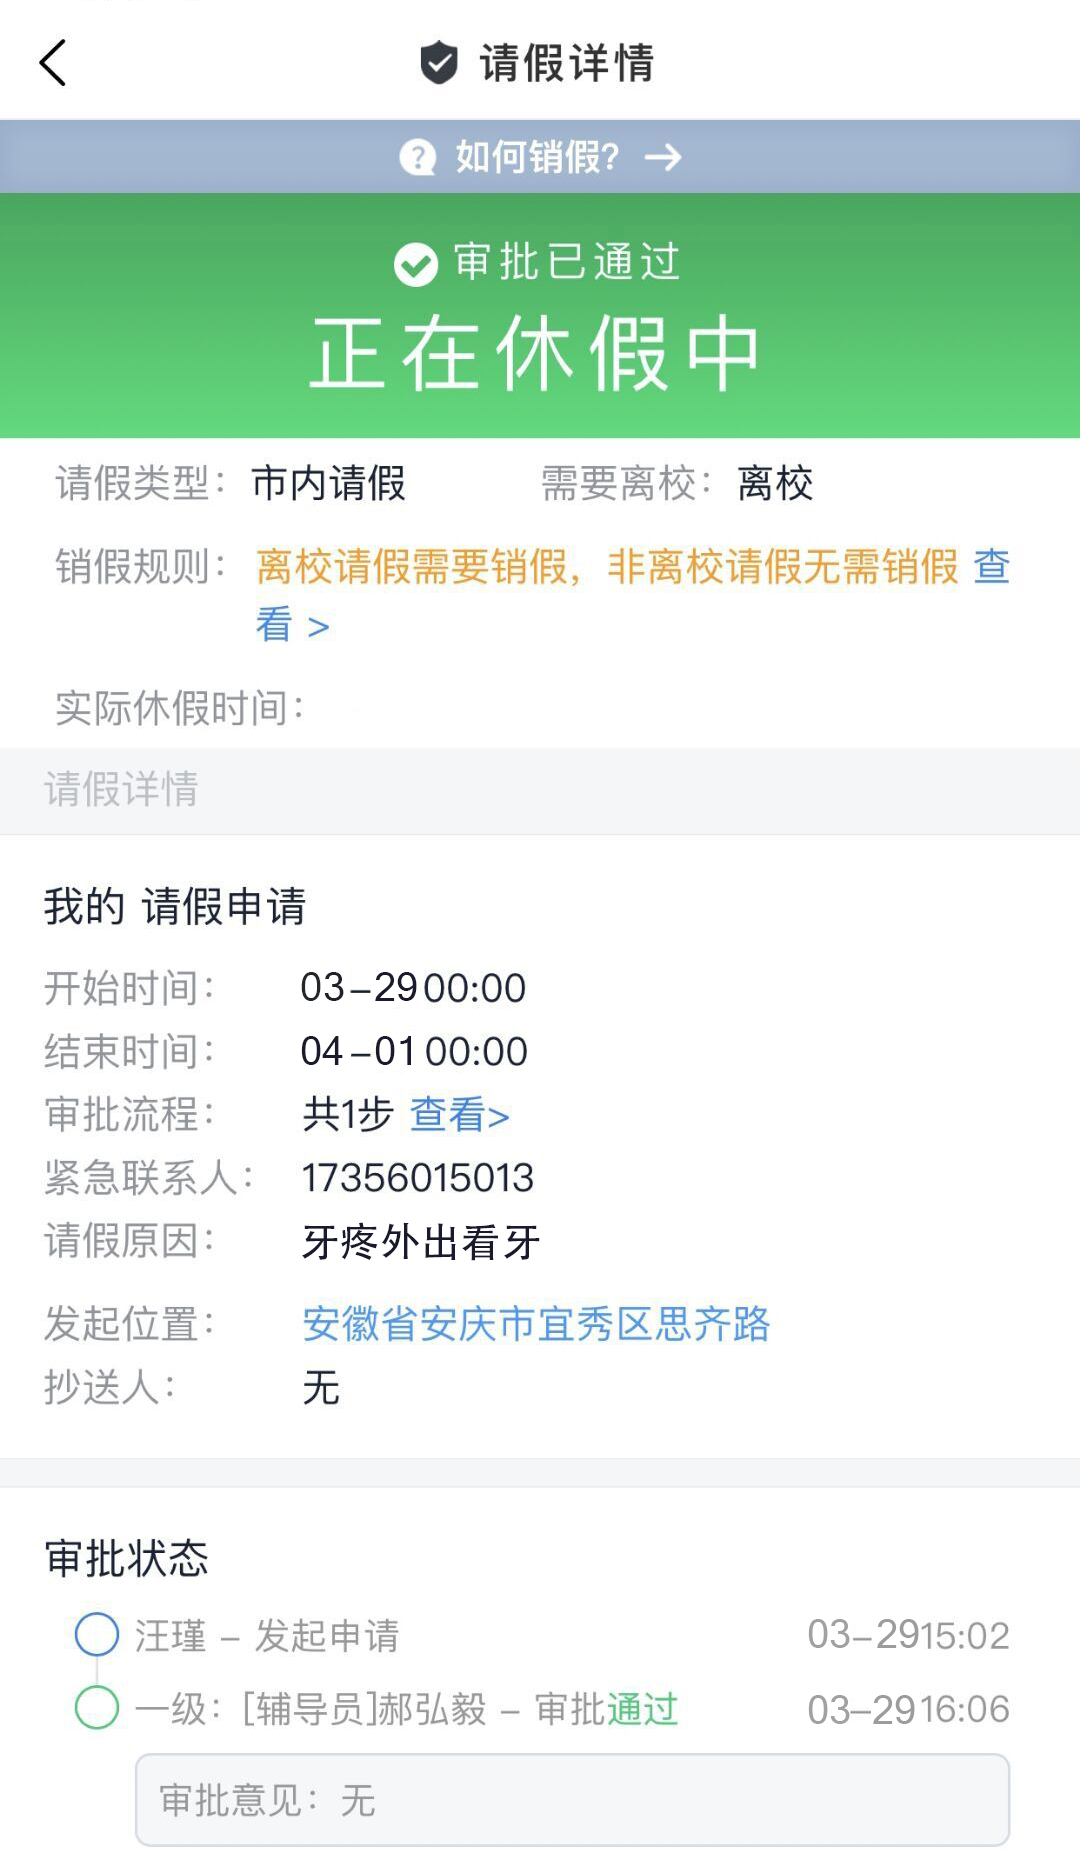 请假详情
如何销假?
审批已通过
正在休假中
请假类型： 市内请假 需要离校： 离校
销假规则： 离校请假需要销假，非离校请假无需销假 查
看 >
实际休假时间：
请假详情
我的 请假申请
开始时间： 03-29 00:00
结束时间： 04-01 00:00
审批流程： 共1步 查看>
紧急联系人： 17356015013
请假原因： 牙疼外出看牙
发起位置： 安徽省安庆市宜秀区思齐路
抄送人： 无
审批状态
汪瑾 – 发起申请 03-29 15:02
一级：[辅导员]郝弘毅 – 审批通过 03-29 16:06
审批意见：无